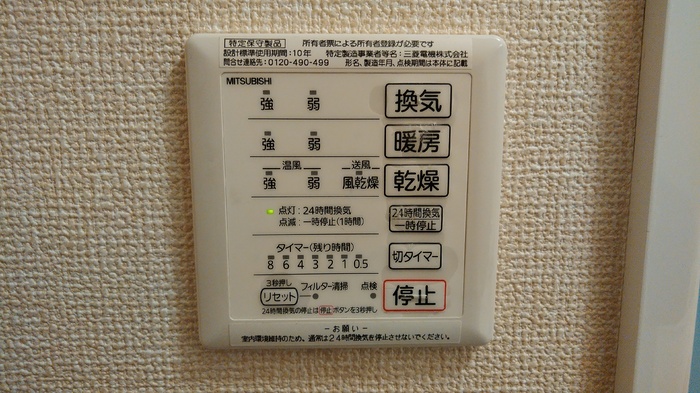 特定保守製品 所有者票による所有者登録が必要です
設計標準使用期間:10年 特定製造事業者等名:三菱電機株式会社
問合せ連絡先:0120-490-499 形名、製造年月、点検期間は本体に記載
MITSUBISHI
強 弱 換気
強 弱 暖房
温風 送風
強 弱 風乾燥 乾燥
点灯:24時間換気
点滅:一時停止(1時間)
24時間換気
一時停止
タイマー(残り時間)
8 6 4 3 2 1 0.5
切タイマー
3秒押し
リセット フィルター清掃 点検
停止
24時間換気の停止は停止ボタンを3秒押し
-お願い-
室内環境維持のため、通常は24時間換気を停止させないでください。